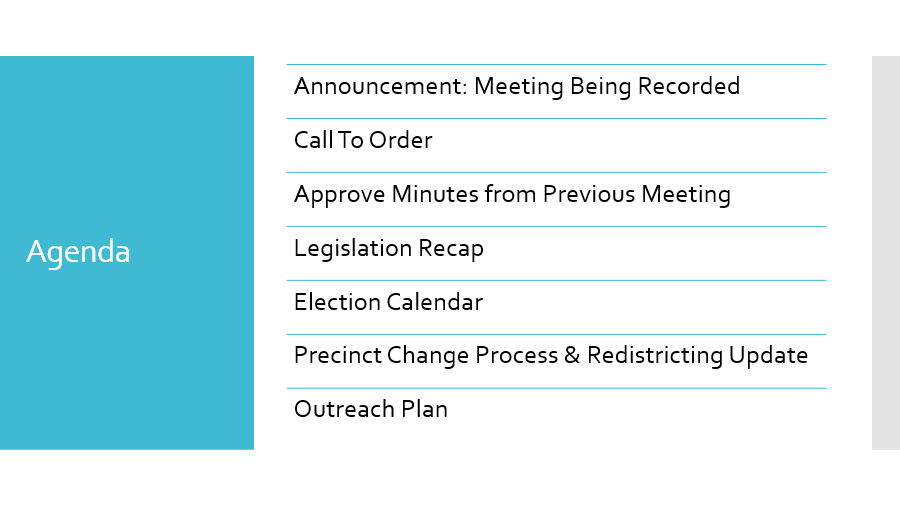 Agenda
Announcement: Meeting Being Recorded
Call To Order
Approve Minutes from Previous Meeting
Legislation Recap
Election Calendar
Precinct Change Process & Redistricting Update
Outreach Plan